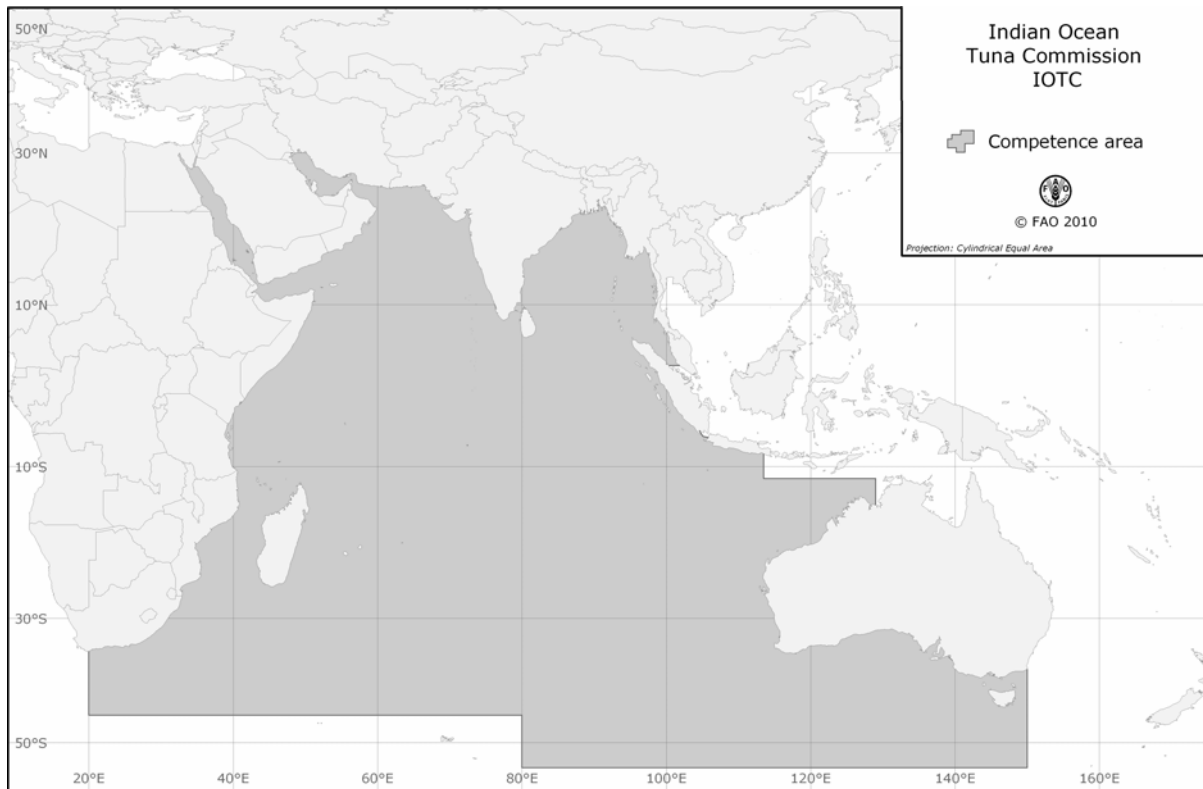 Indian Ocean
Tuna Commission
IOTC
Competence area
F A O
© FAO 2010
Projection: Cylindrical Equal Area
50°N
30°N
10°N
10°S
30°S
50°S
20°E 40°E 60°E 80°E 100°E 120°E 140°E 160°E